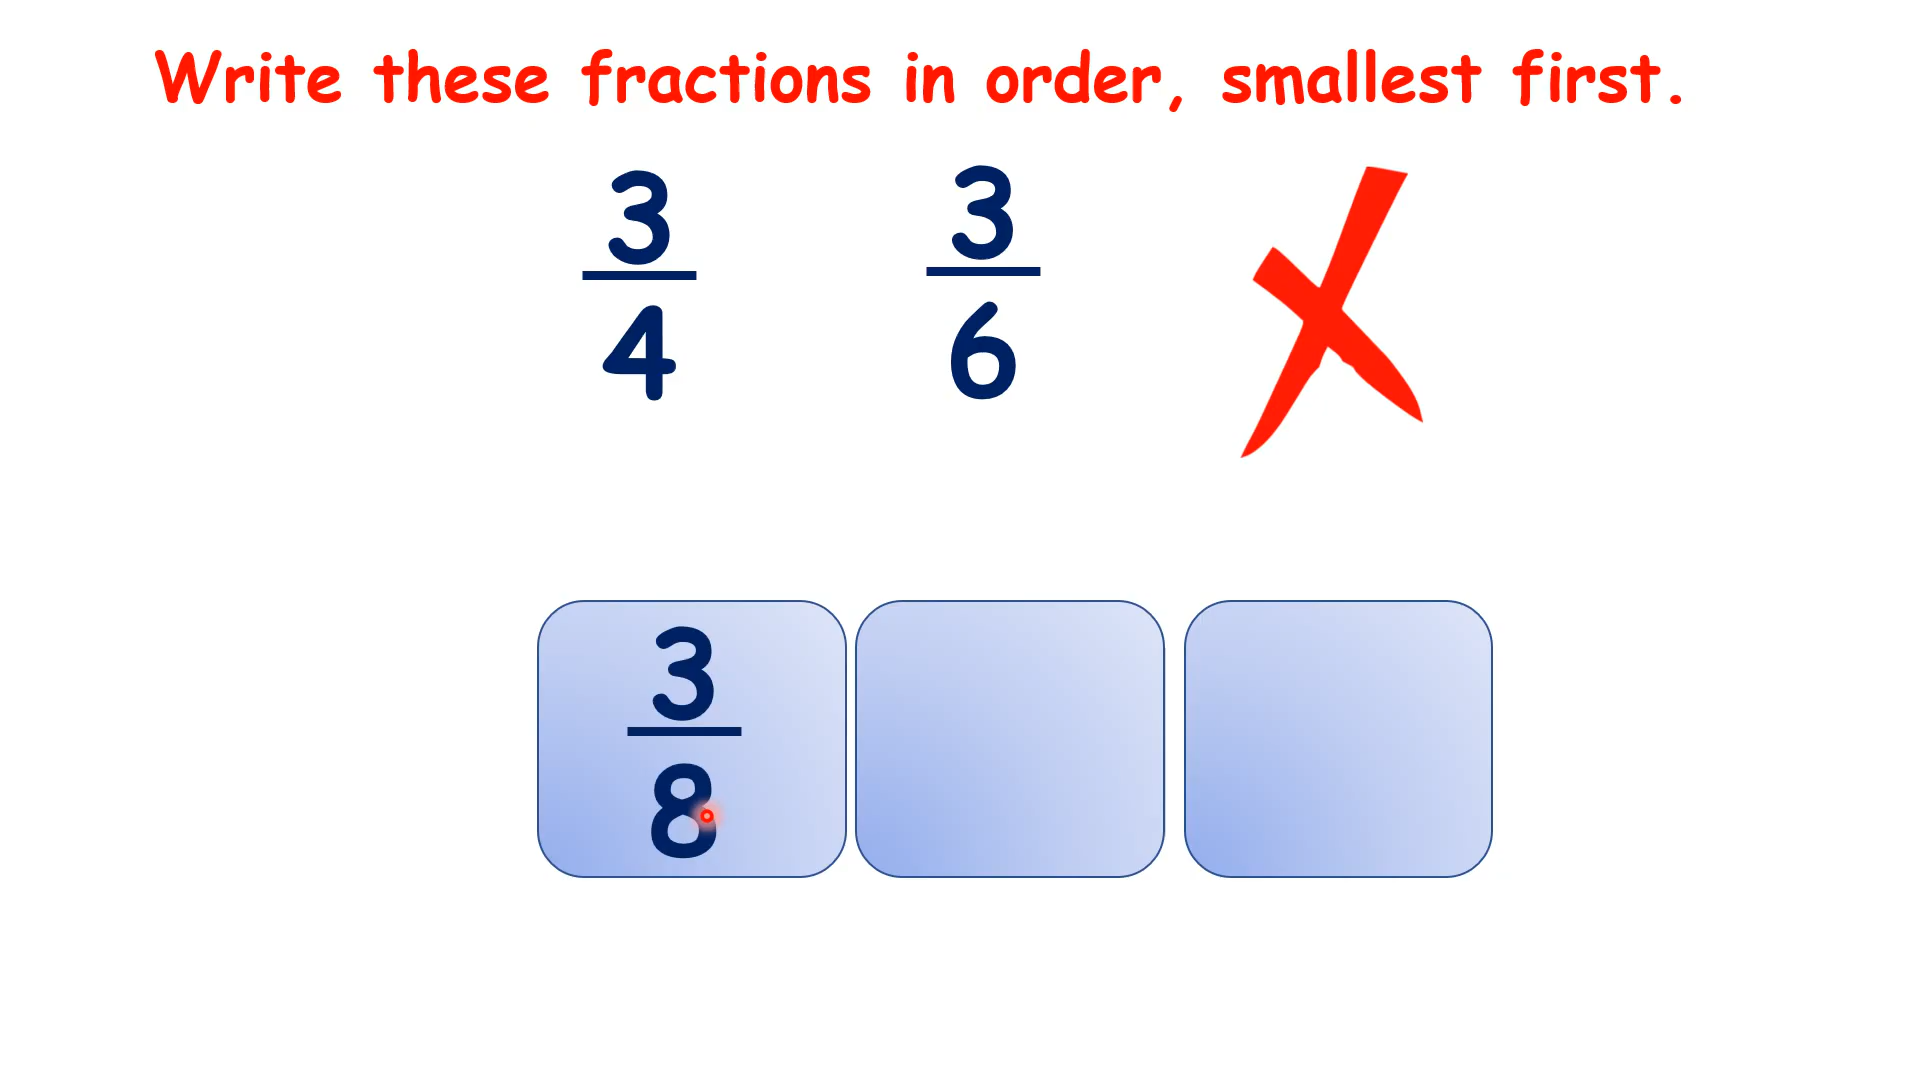 Write these fractions in order, smallest first.
3 3
4 6
3
8